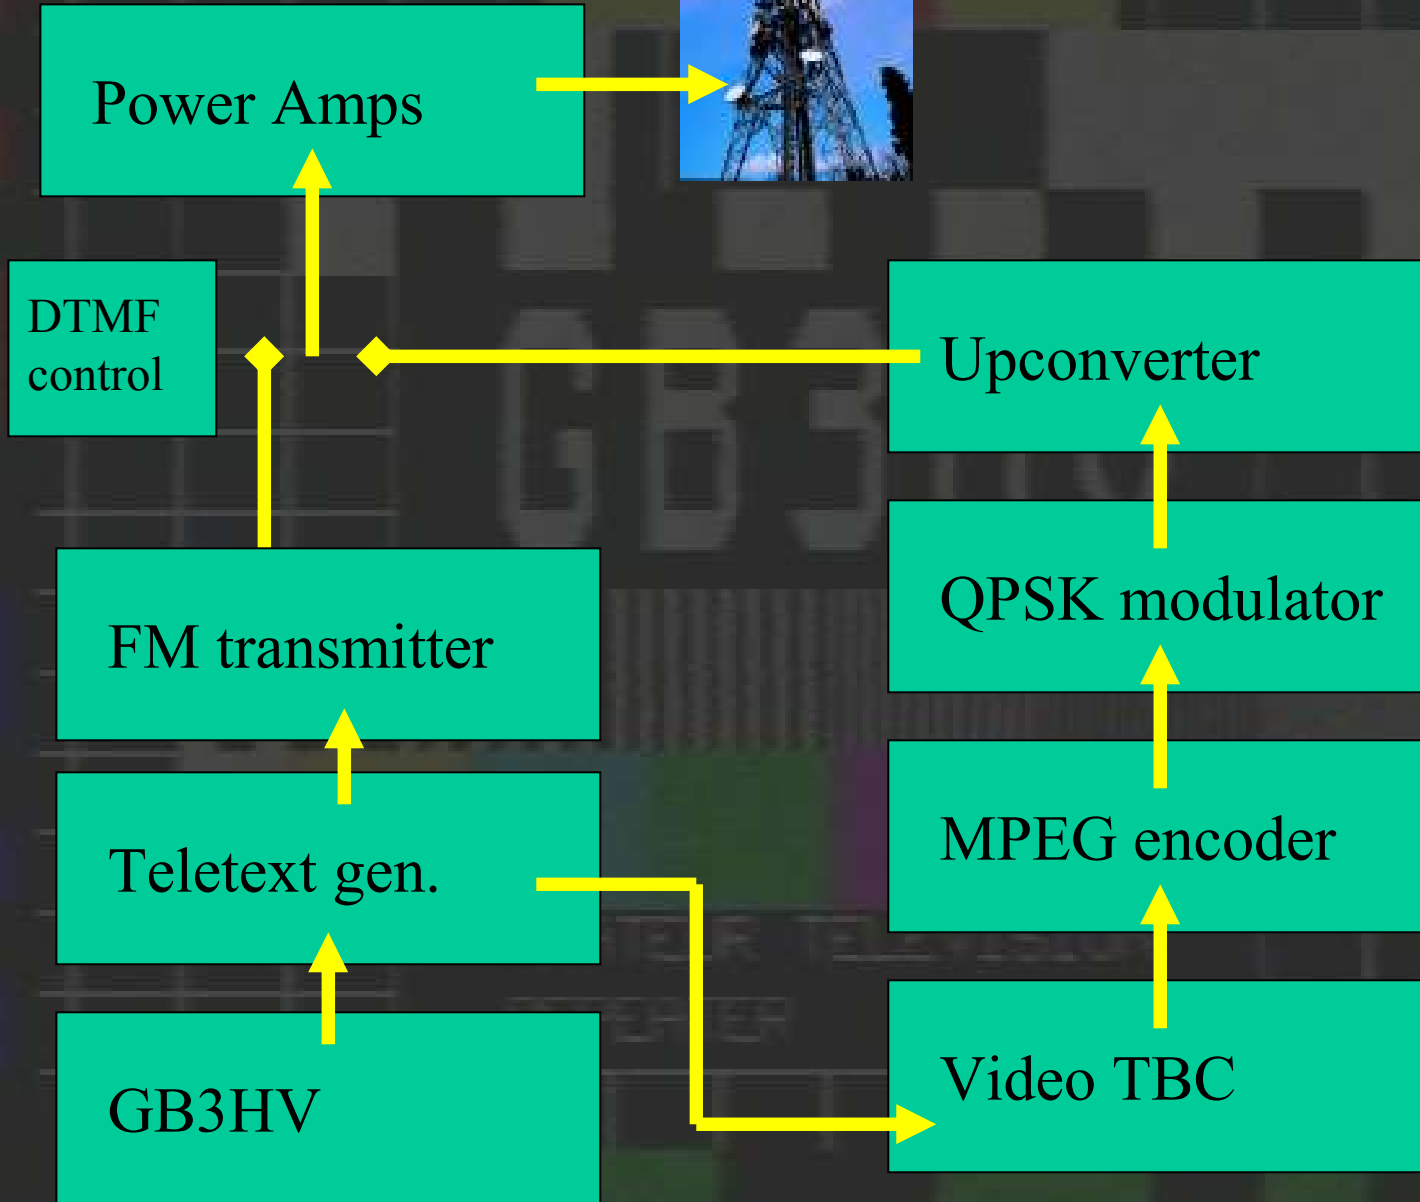 Power Amps
DTMF
control
Upconverter
QPSK modulator
FM transmitter
MPEG encoder
Teletext gen.
Video TBC
GB3HV